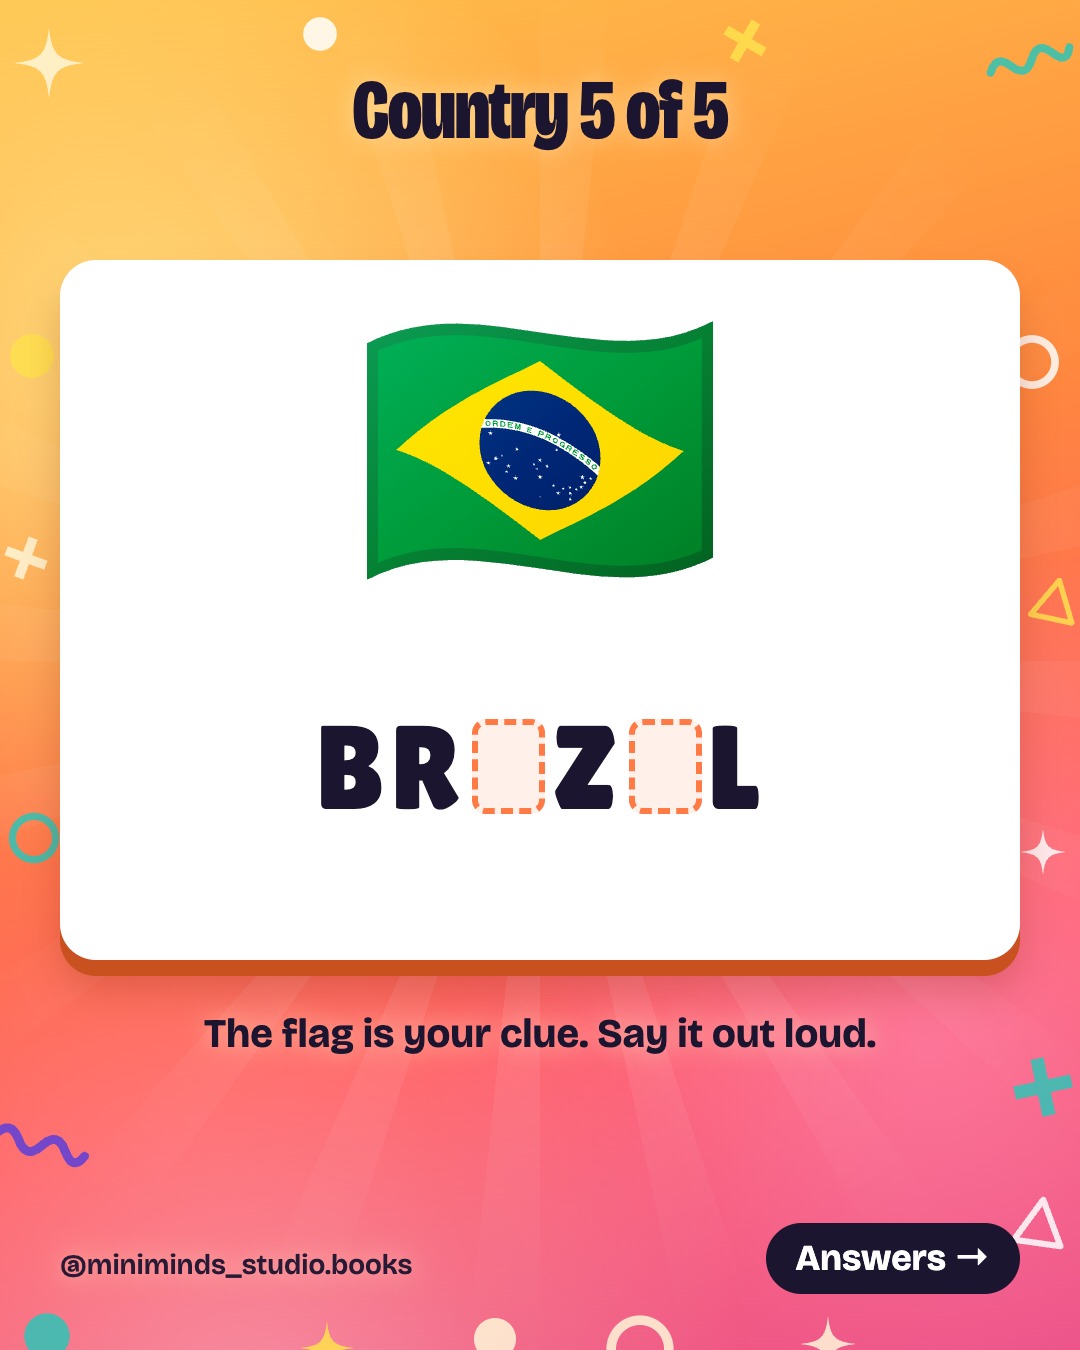 Country 5 of 5
ORDEM E PROGRESSO
BR Z L
The flag is your clue. Say it out loud.
@miniminds_studio.books
Answers →